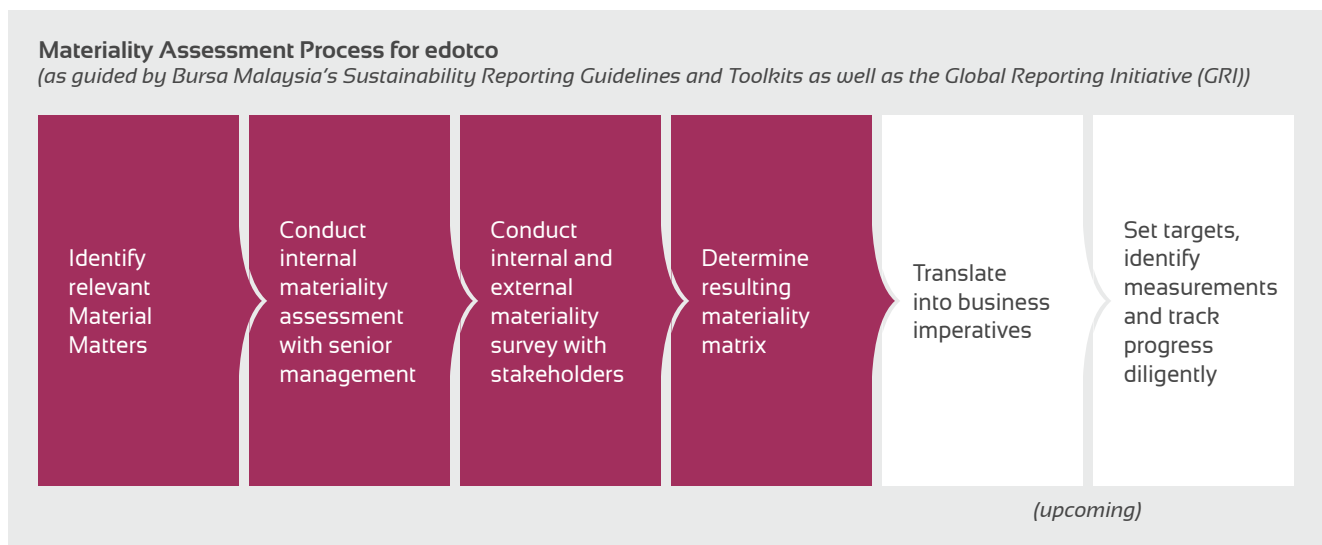 Materiality Assessment Process for edotco
(as guided by Bursa Malaysia's Sustainability Reporting Guidelines and Toolkits as well as the Global Reporting Initiative (GRI))
Identify
relevant
Material
Matters
Conduct
internal
materiality
assessment
with senior
management
Conduct
internal and
external
materiality
survey with
stakeholders
Determine
resulting
materiality
matrix
Translate
into business
imperatives
Set targets,
identify
measurements
and track
progress
diligently
(upcoming)